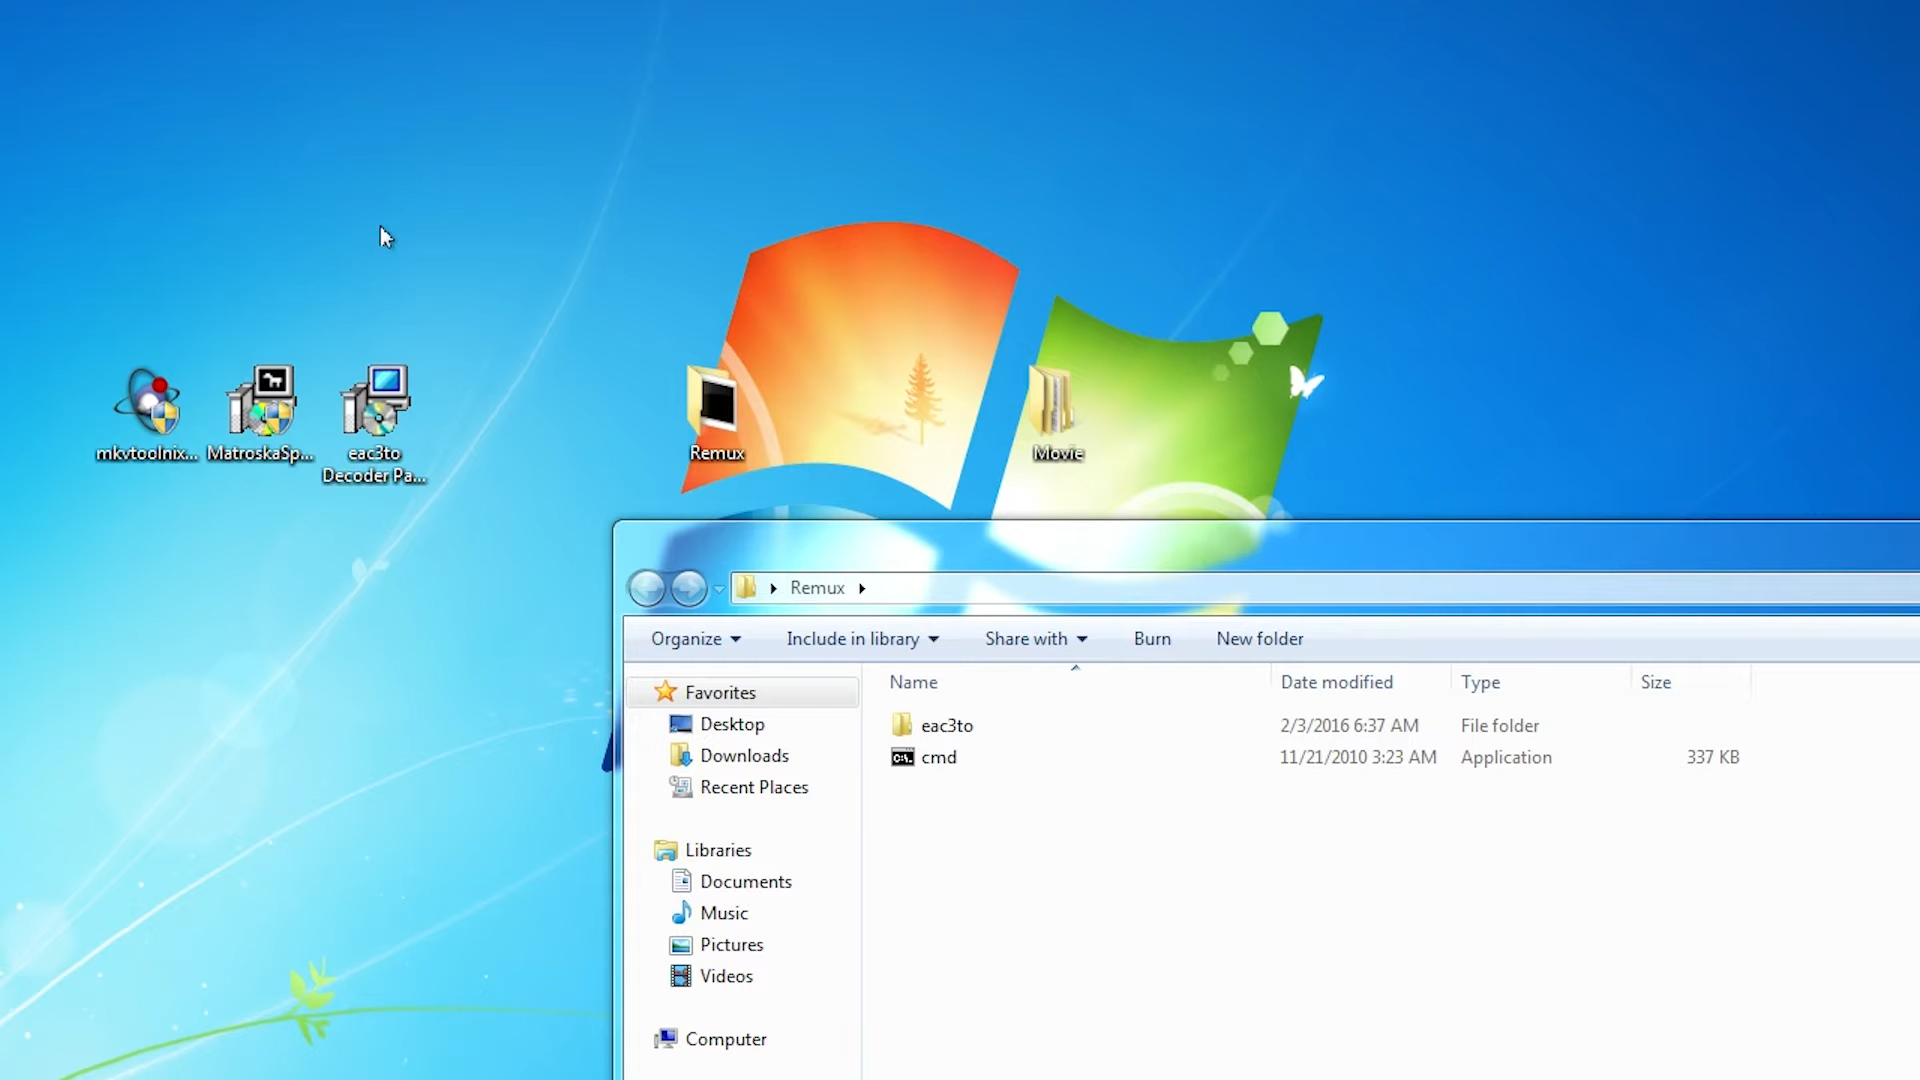 mkvtoolnix...
MatroskaSp...
eac3to
Decoder Pa...
Remux
Movie
Remux
Organize
Include in library
Share with
Burn
New folder
Favorites
Desktop
Downloads
Recent Places
Libraries
Documents
Music
Pictures
Videos
Computer
Name Date modified Type Size
eac3to 2/3/2016 6:37 AM File folder
C:\. cmd 11/21/2010 3:23 AM Application 337 KB